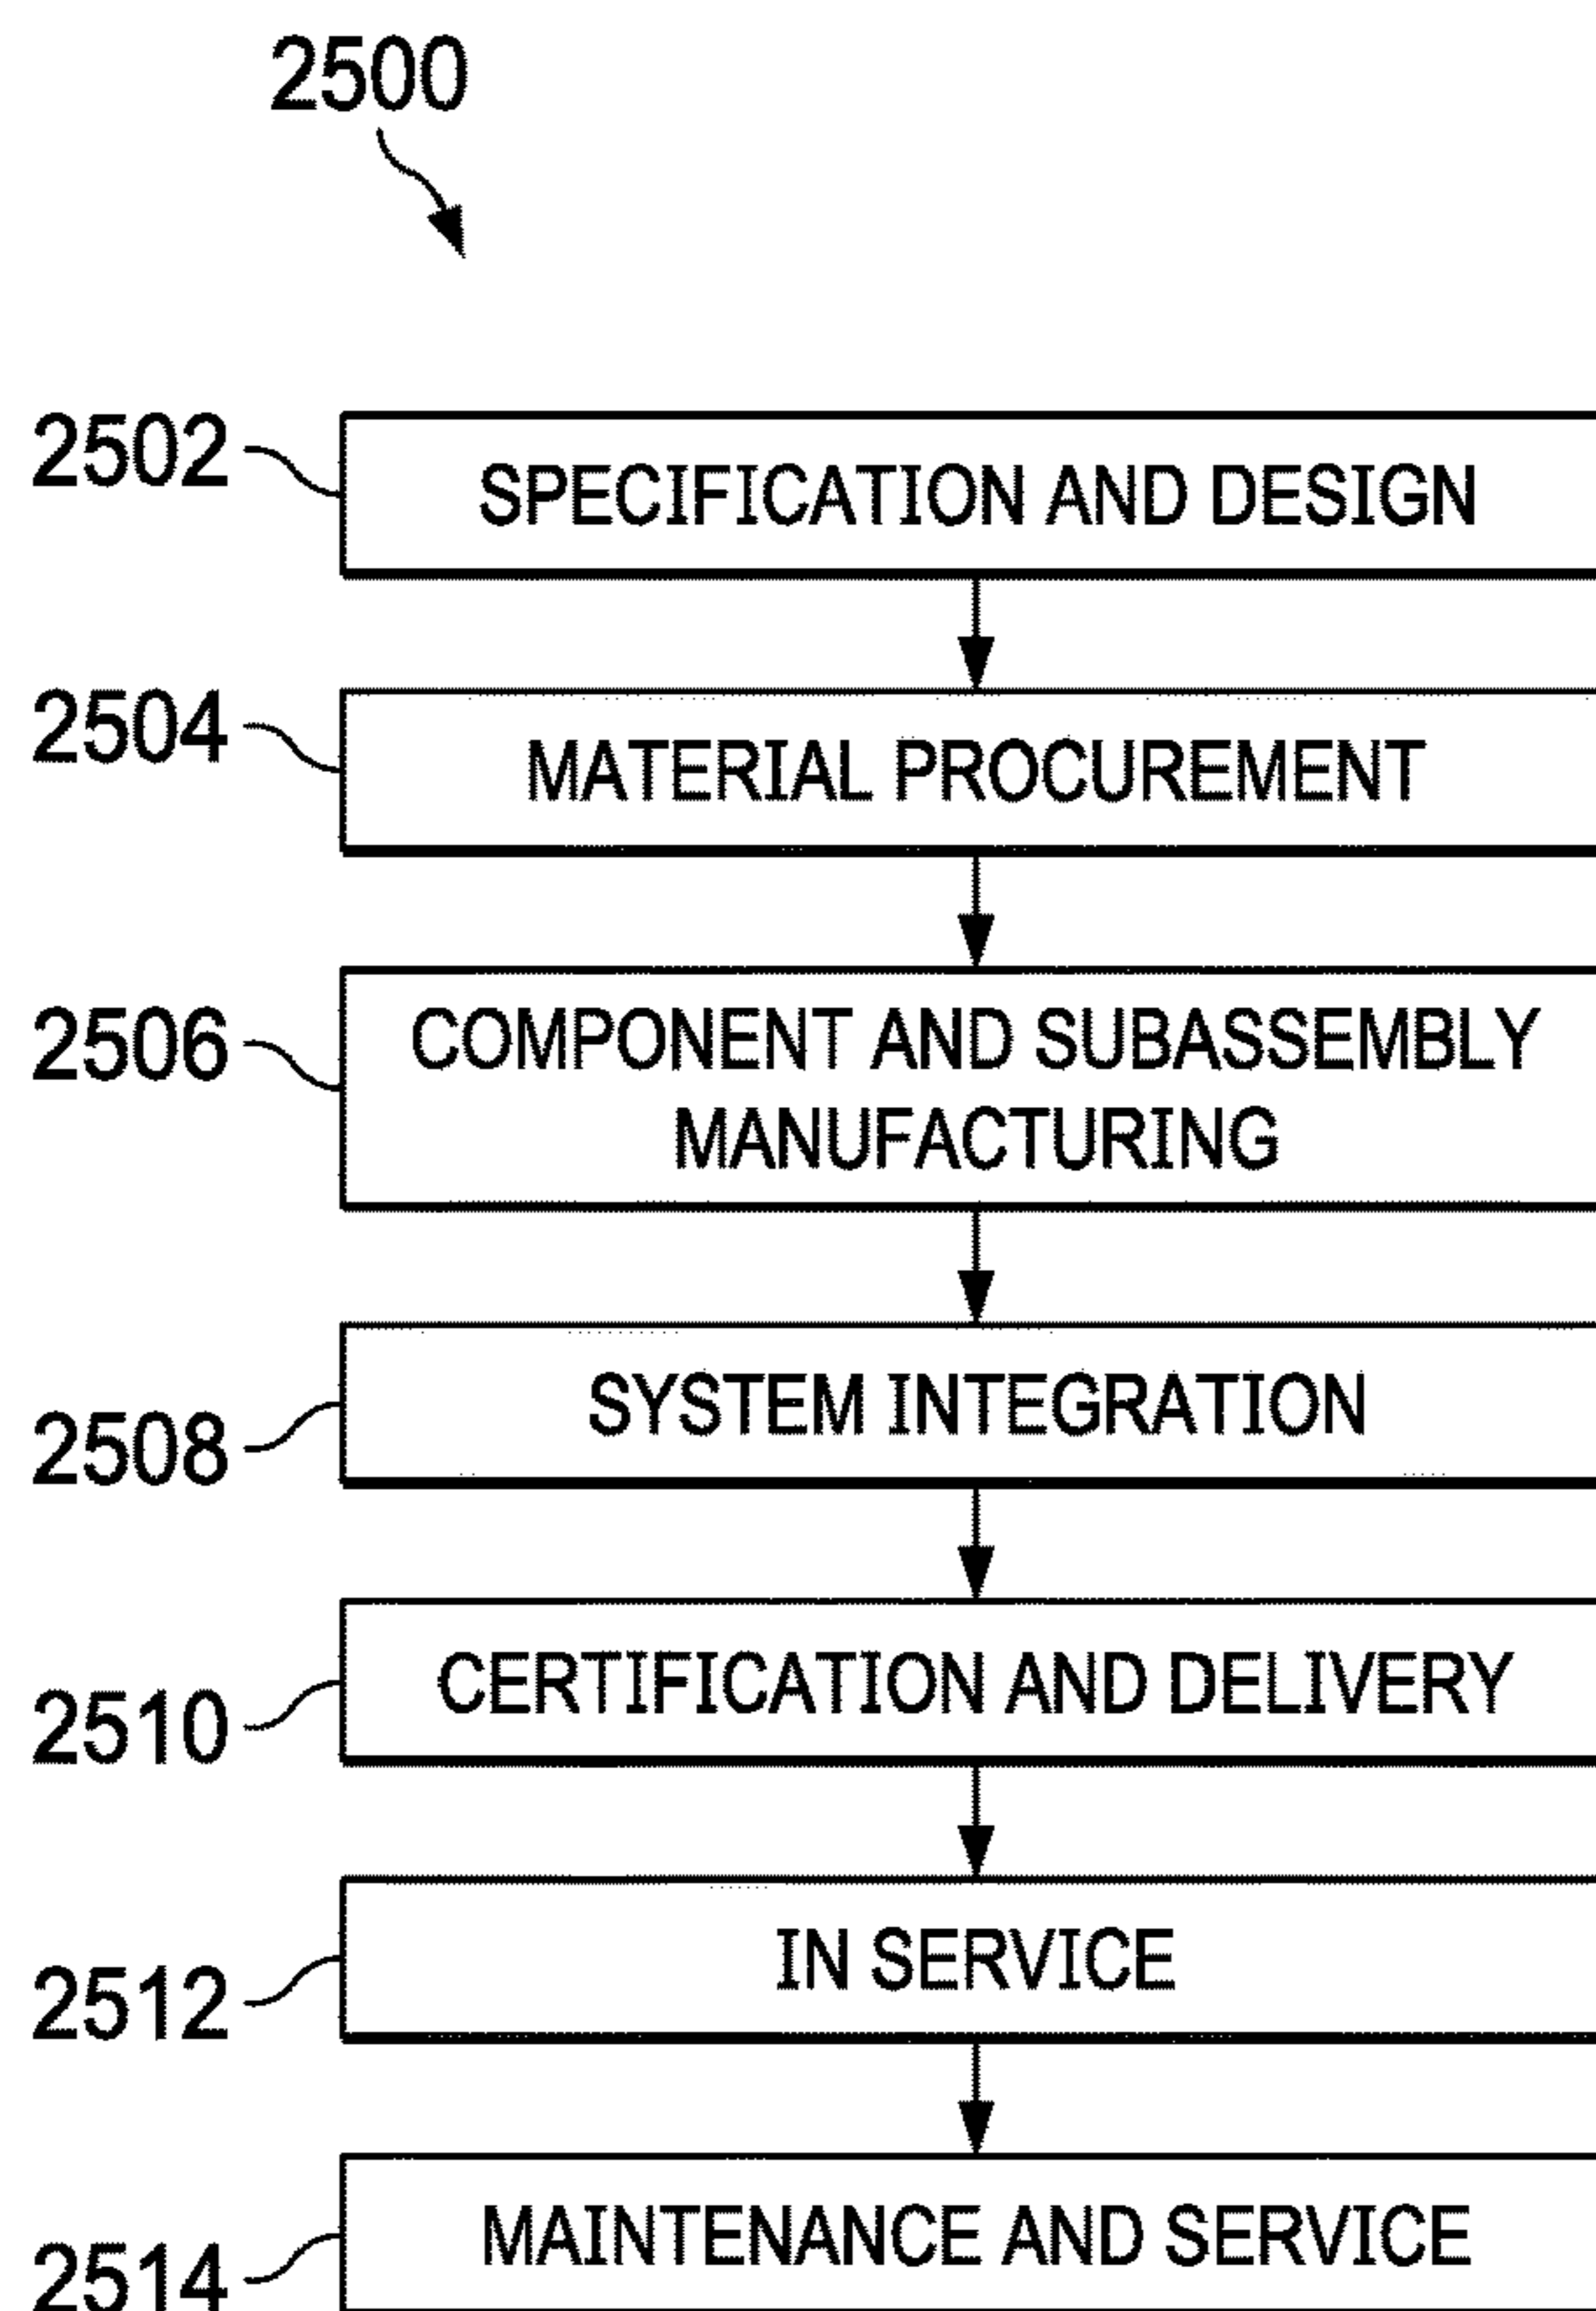 2500
2502
SPECIFICATION AND DESIGN
2504
MATERIAL PROCUREMENT
2506
COMPONENT AND SUBASSEMBLY
MANUFACTURING
2508
SYSTEM INTEGRATION
2510
CERTIFICATION AND DELIVERY
2512
IN SERVICE
2514
MAINTENANCE AND SERVICE